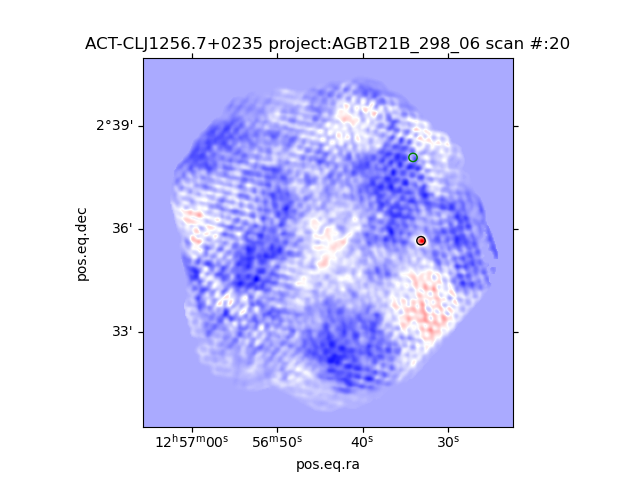 ACT-CLJ1256.7+0235 project:AGBT21B_298_06 scan #:20
2°39'
36'
33'
pos.eq.dec
12ʰ57ᵐ00ˢ 56ᵐ50ˢ 40ˢ 30ˢ
pos.eq.ra